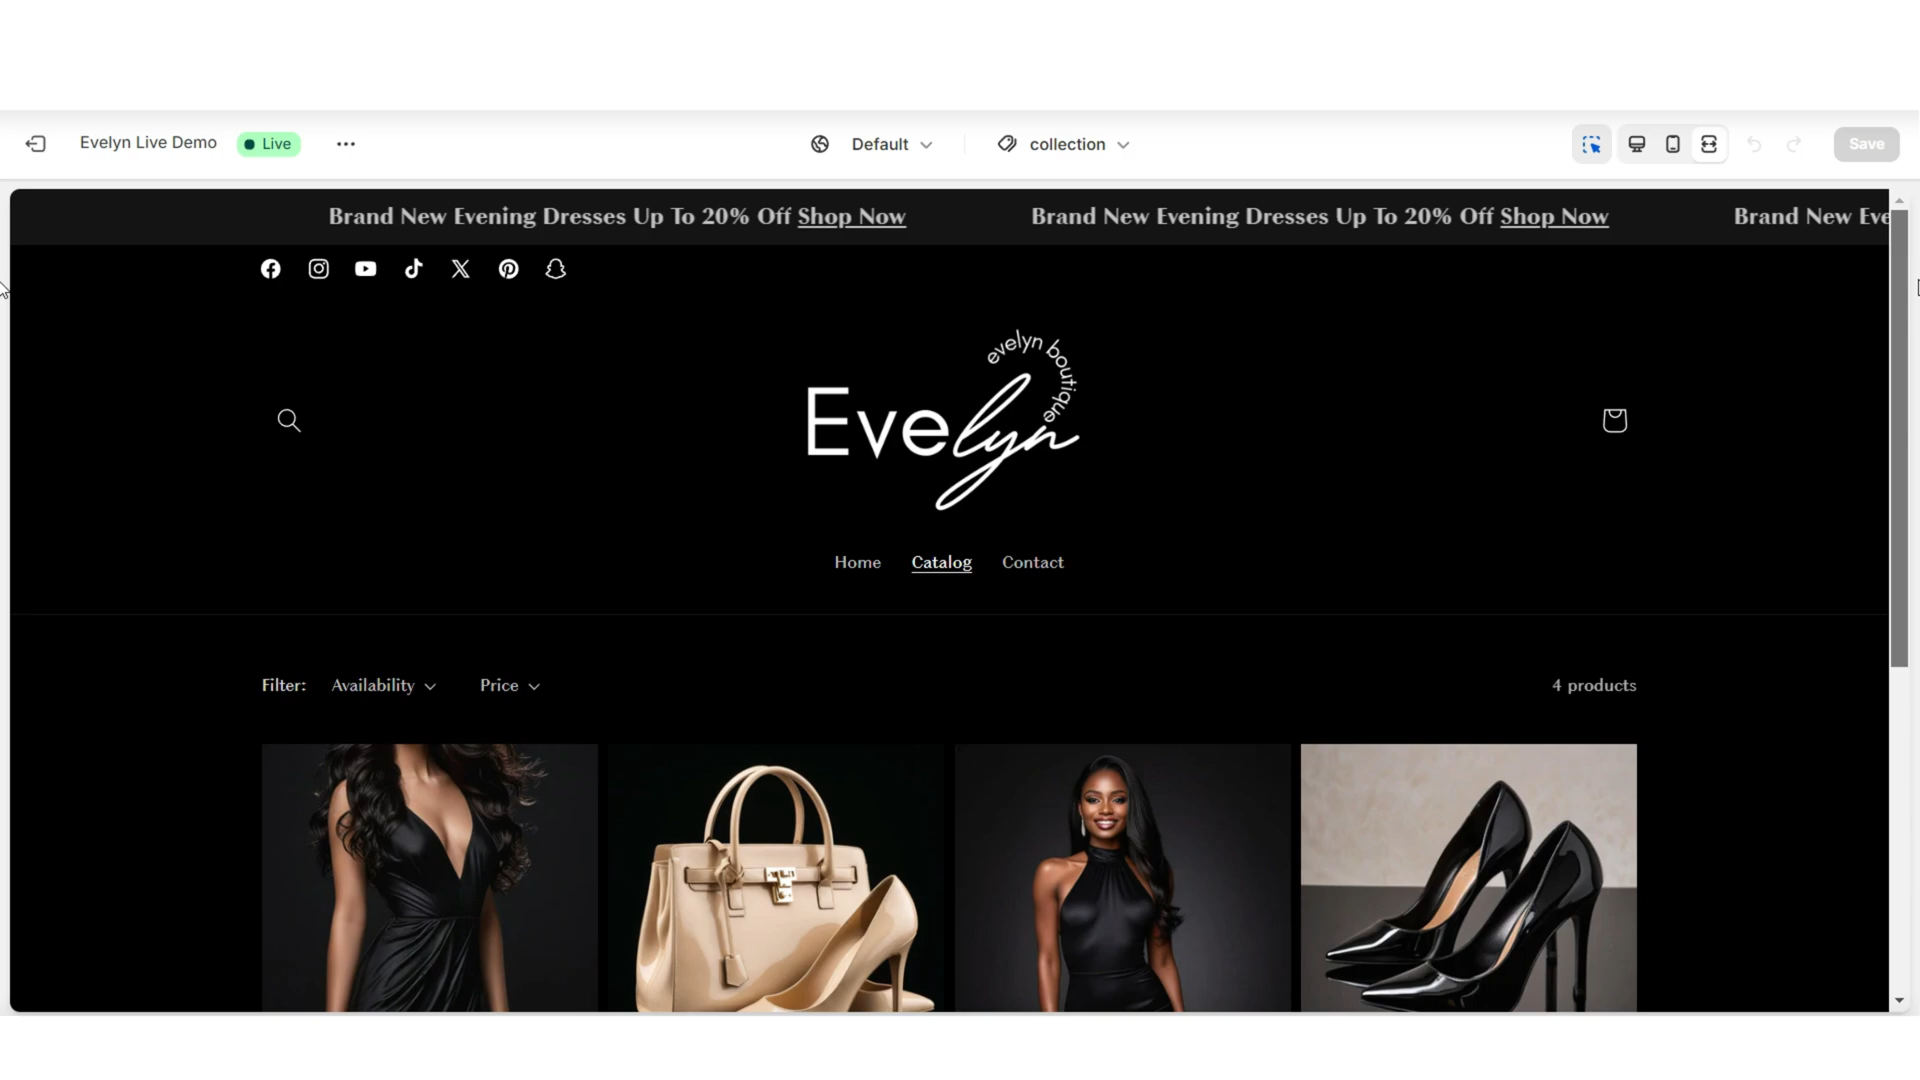 Evelyn Live Demo
Live
Default
collection
Save
Brand New Evening Dresses Up To 20% Off Shop Now
Brand New Evening Dresses Up To 20% Off Shop Now
Brand New Eve
evelyn boutique
Evelyn
Home
Catalog
Contact
Filter:
Availability
Price
4 products